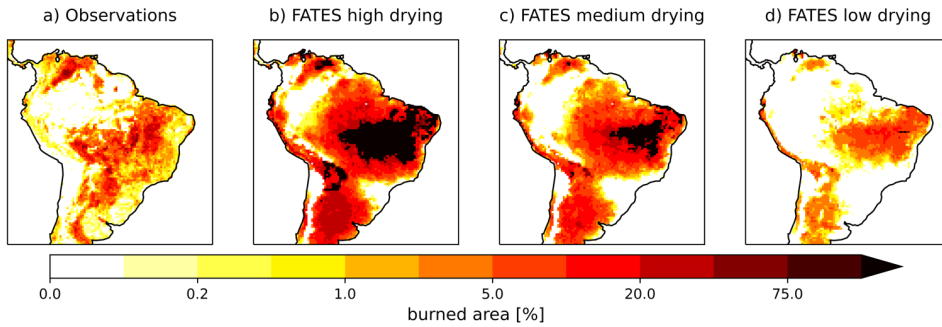 a) Observations
b) FATES high drying
c) FATES medium drying
d) FATES low drying
0.0 0.2 1.0 5.0 20.0 75.0
burned area [%]